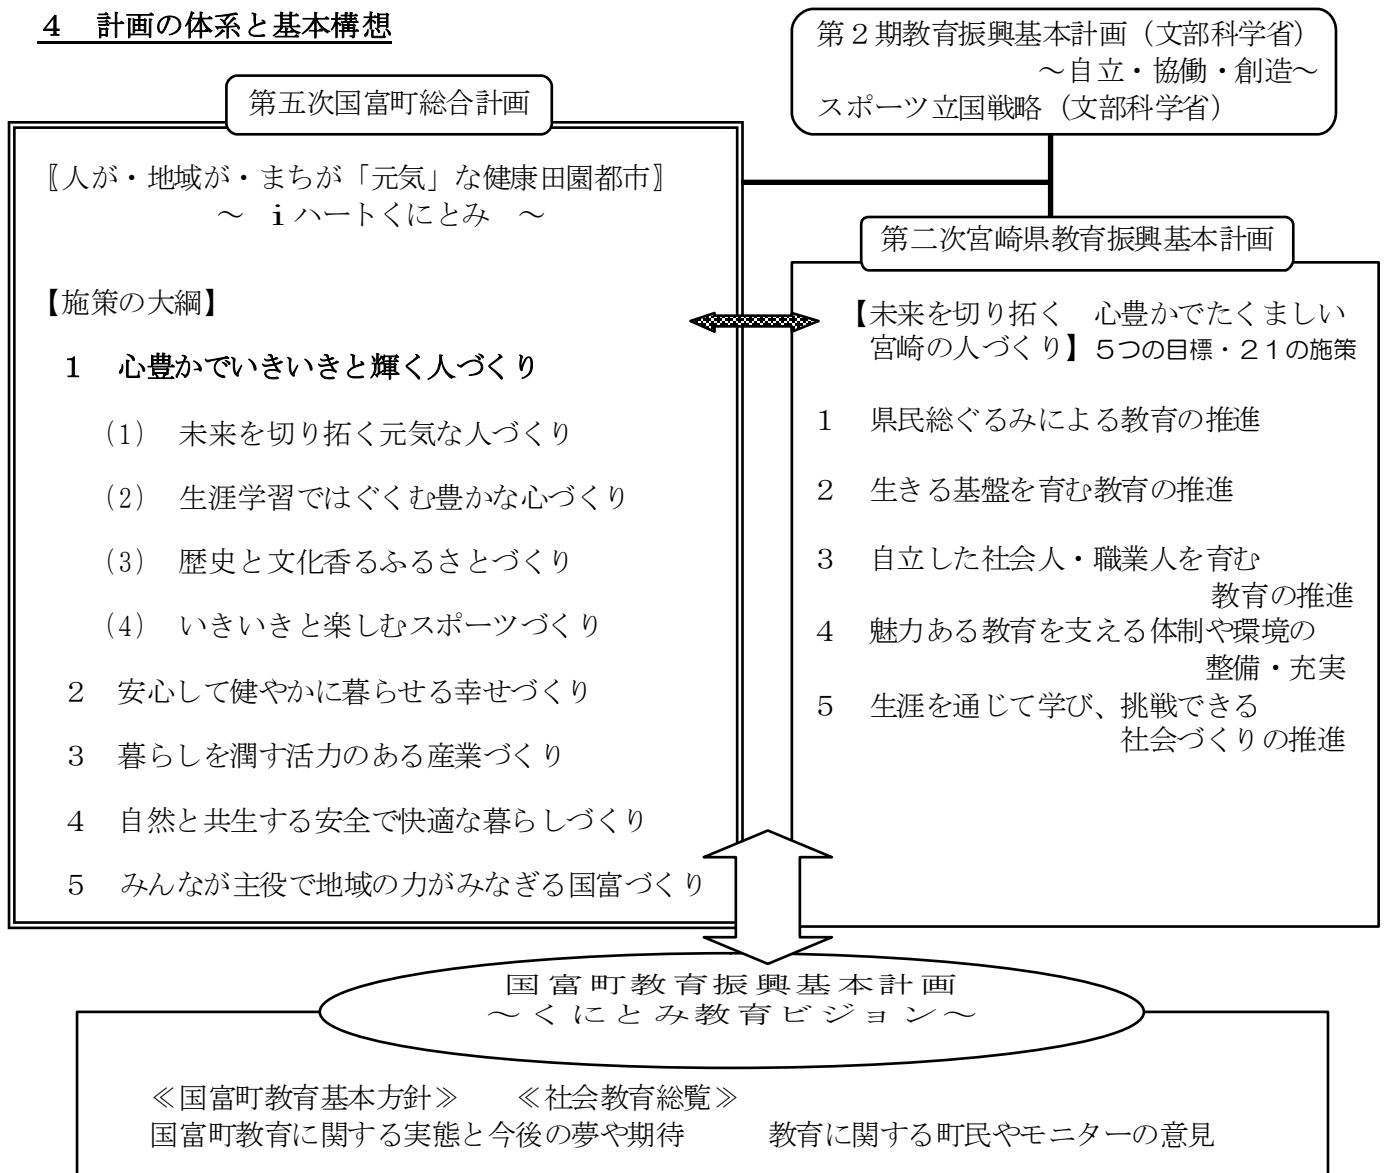 ４　計画の体系と基本構想
第２期教育振興基本計画（文部科学省）
～自立・協働・創造～
スポーツ立国戦略（文部科学省）
第五次国富町総合計画
〖人が・地域が・まちが「元気」な健康田園都市〗
～　ｉハートくにとみ　～
【施策の大綱】
１　心豊かでいきいきと輝く人づくり
(1)　未来を切り拓く元気な人づくり
(2)　生涯学習ではぐくむ豊かな心づくり
(3)　歴史と文化香るふるさとづくり
(4)　いきいきと楽しむスポーツづくり
２　安心して健やかに暮らせる幸せづくり
３　暮らしを潤す活力のある産業づくり
４　自然と共生する安全で快適な暮らしづくり
５　みんなが主役で地域の力がみなぎる国富づくり
第二次宮崎県教育振興基本計画
【未来を切り拓く　心豊かでたくましい
宮崎の人づくり】５つの目標・２１の施策
１　県民総ぐるみによる教育の推進
２　生きる基盤を育む教育の推進
３　自立した社会人・職業人を育む
教育の推進
４　魅力ある教育を支える体制や環境の
整備・充実
５　生涯を通じて学び、挑戦できる
社会づくりの推進
国富町教育振興基本計画
～くにとみ教育ビジョン～
≪国富町教育基本方針≫　≪社会教育総覧≫
国富町教育に関する実態と今後の夢や期待　教育に関する町民やモニターの意見